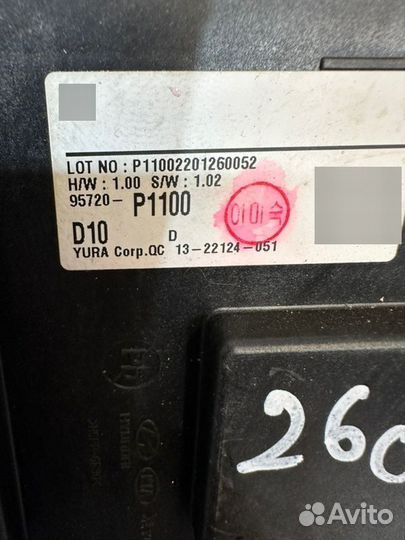 LOT NO : P11002201260052
H/W : 1.00 S/W : 1.02
95720- P1100
이미숙
D10 D
YURA Corp.QC 13-22124-051
260
Avito